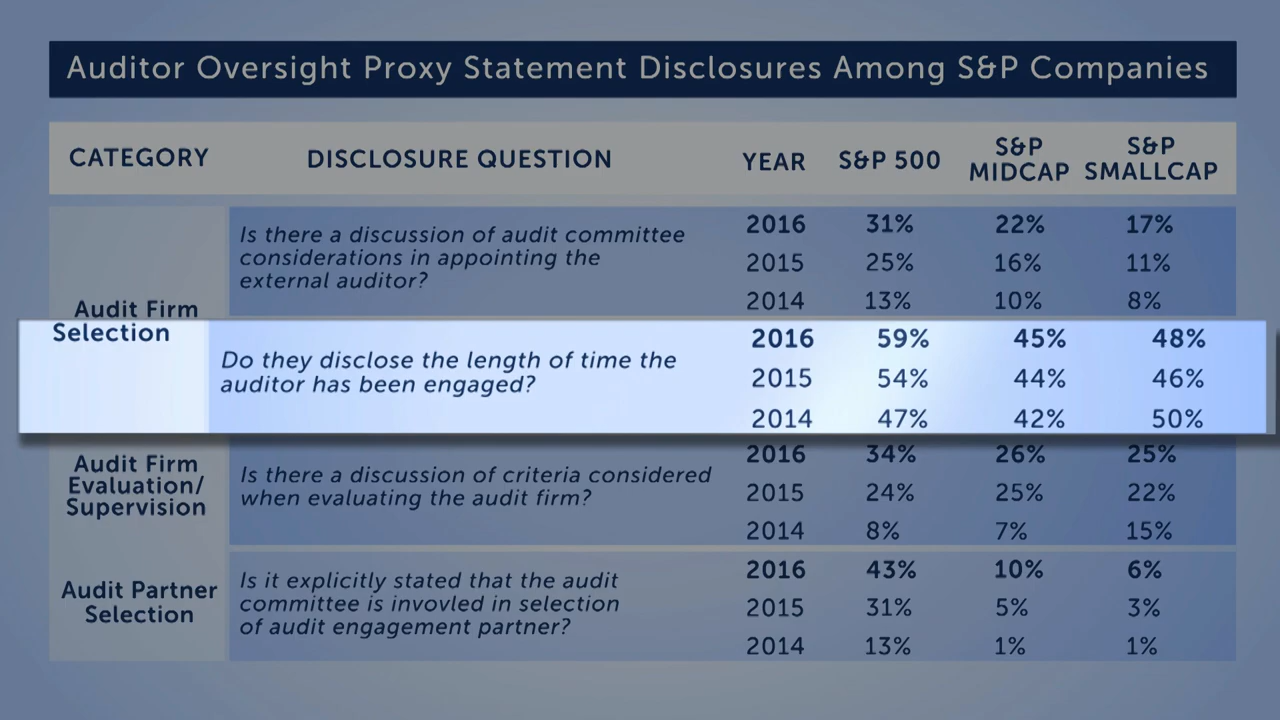 Auditor Oversight Proxy Statement Disclosures Among S&P Companies
CATEGORY DISCLOSURE QUESTION YEAR S&P 500 S&P MIDCAP S&P SMALLCAP
Audit Firm
Selection
Is there a discussion of audit committee
considerations in appointing the
external auditor?
2016 31% 22% 17%
2015 25% 16% 11%
2014 13% 10% 8%
Do they disclose the length of time the
auditor has been engaged?
2016 59% 45% 48%
2015 54% 44% 46%
2014 47% 42% 50%
Audit Firm
Evaluation/
Supervision
Is there a discussion of criteria considered
when evaluating the audit firm?
2016 34% 26% 25%
2015 24% 25% 22%
2014 8% 7% 15%
Audit Partner
Selection
Is it explicitly stated that the audit
committee is invovled in selection
of audit engagement partner?
2016 43% 10% 6%
2015 31% 5% 3%
2014 13% 1% 1%